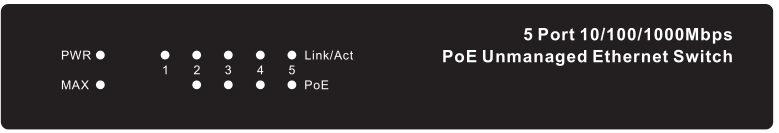 5 Port 10/100/1000Mbps
PoE Unmanaged Ethernet Switch
PWR Link/Act
1 2 3 4 5
MAX PoE